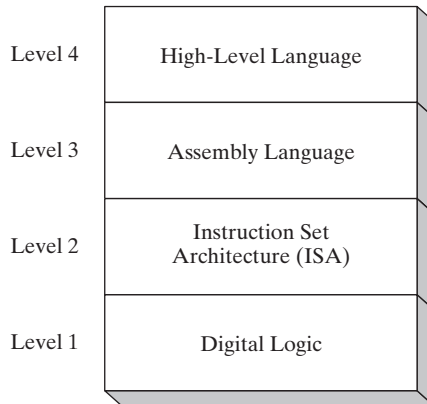 Level 4
High-Level Language
Level 3
Assembly Language
Level 2
Instruction Set
Architecture (ISA)
Level 1
Digital Logic